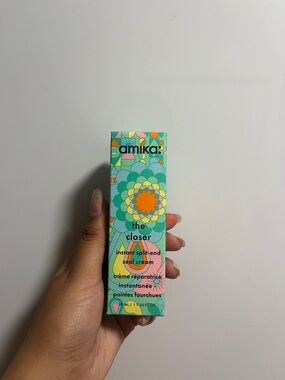 amika:
the
closer
instant split-end
seal cream
crème réparatrice
instantanée -
pointes fourchues